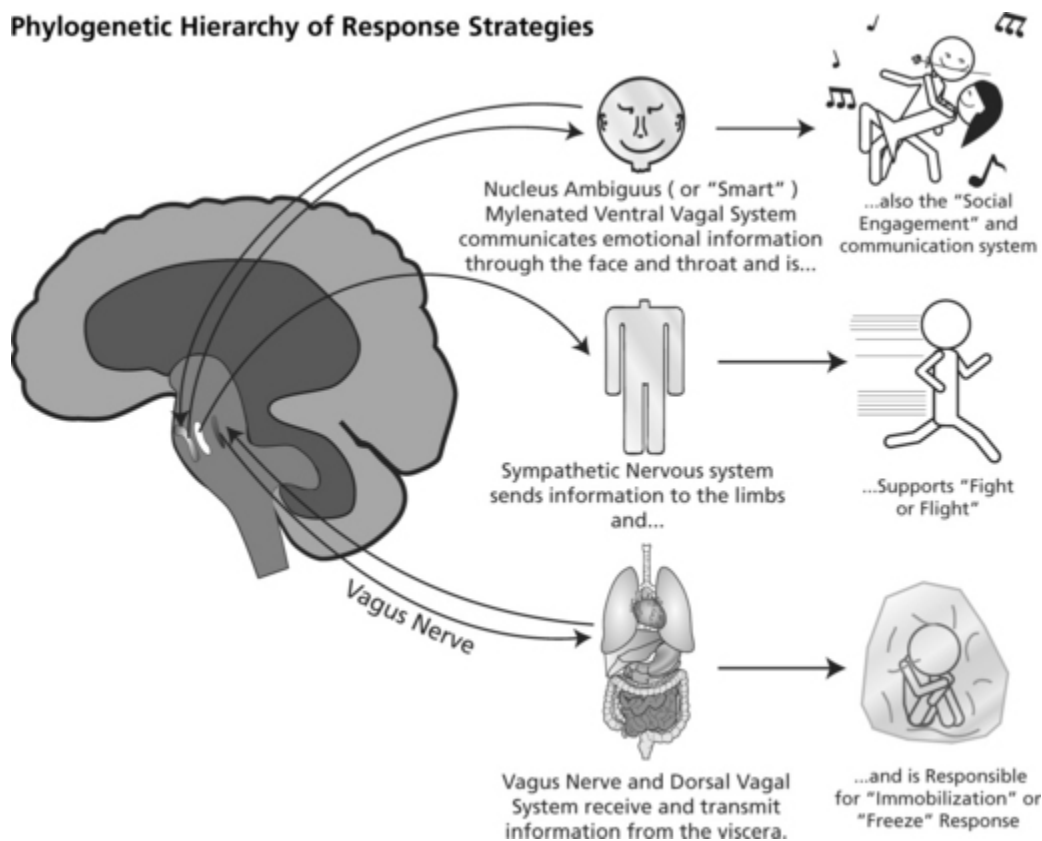 Phylogenetic Hierarchy of Response Strategies
Nucleus Ambiguus ( or "Smart" )
Mylenated Ventral Vagal System
communicates emotional information
through the face and throat and is...
...also the "Social
Engagement" and
communication system
Sympathetic Nervous system
sends information to the limbs
and...
...Supports "Fight
or Flight"
Vagus Nerve
Vagus Nerve and Dorsal Vagal
System receive and transmit
information from the viscera.
...and is Responsible
for "Immobilization" or
"Freeze" Response